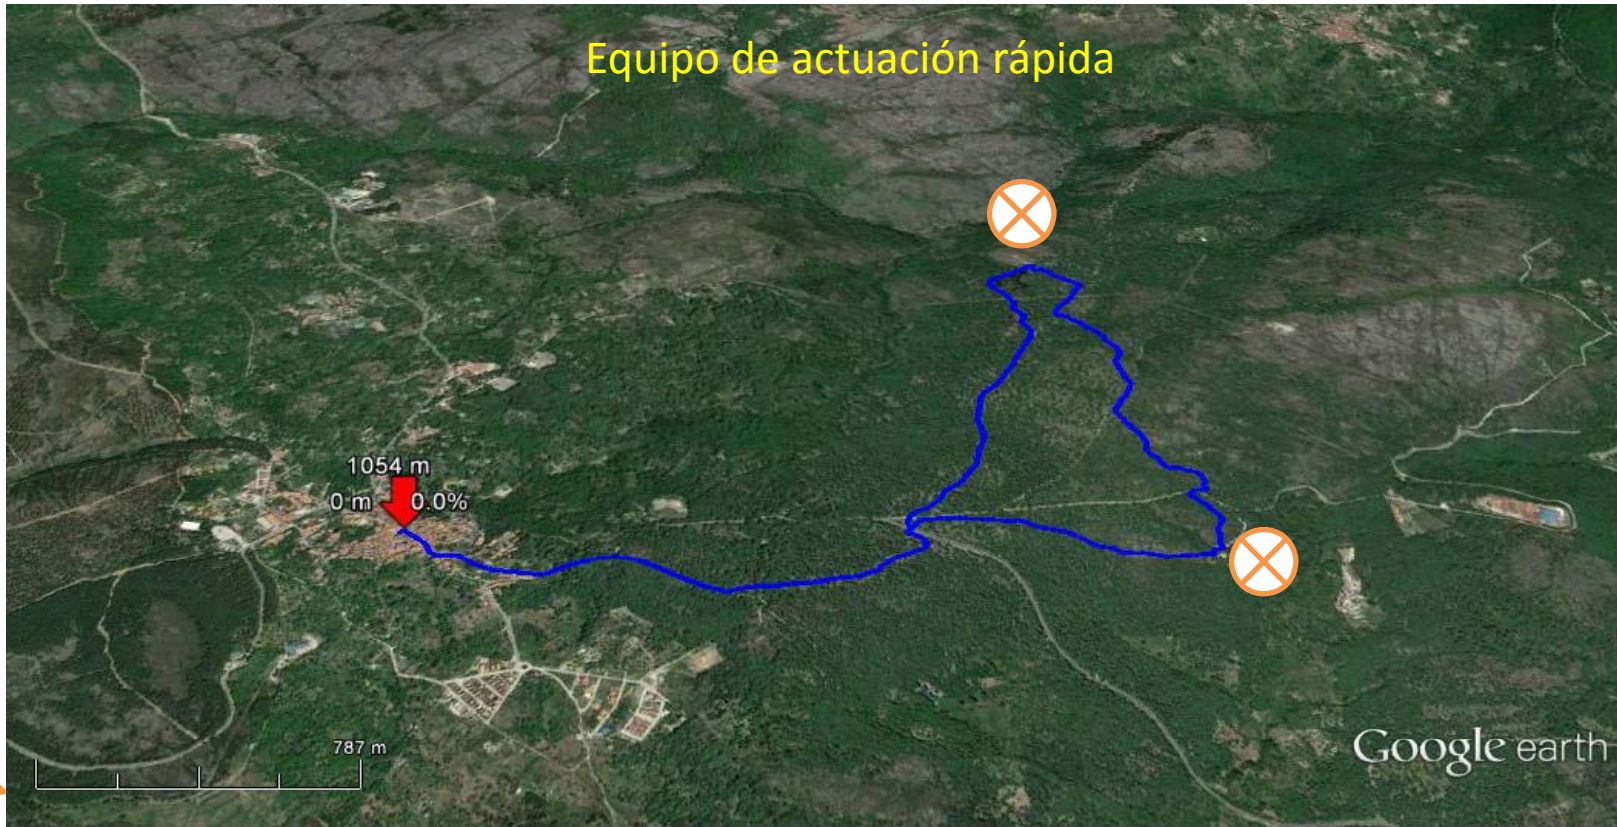 Equipo de actuación rápida
1054 m
0 m 0.0%
787 m
Google earth